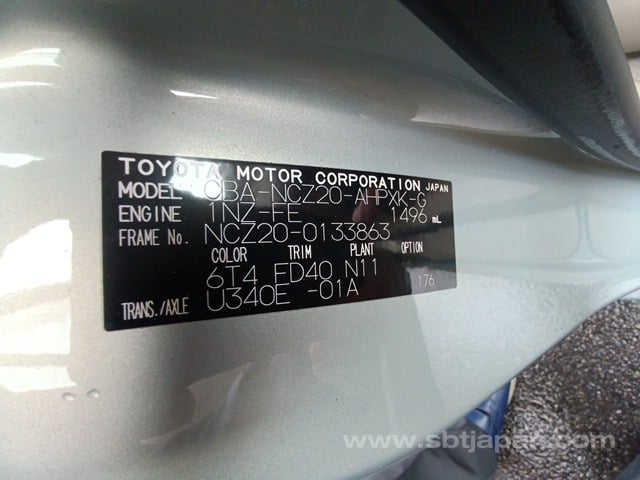 TOYOTA MOTOR CORPORATION JAPAN
MODEL CBA-NCZ20-AHPXK-G
ENGINE 1NZ-FE 1496 mL
FRAME No. NCZ20-0133863
COLOR TRIM PLANT OPTION
6T4 FD40 N11 176
TRANS./AXLE U340E -01A
www.sbtjapan.com